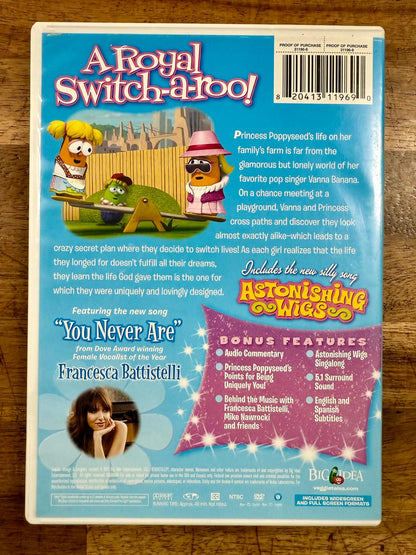 A Royal
Switch-a-roo!
PROOF OF PURCHASE
PROOF OF PURCHASE
8 20413 11969 0
Princess Poppyseed's life on her
family's farm is far from the
glamorous but lonely world of her
favorite pop singer Vanna Banana.
On a chance meeting at a
playground, Vanna and Princess
cross paths and discover they look
almost exactly alike–which leads to a
crazy secret plan where they decide to switch lives! As each girl realizes that the life
they longed for doesn't fulfill all their dreams,
they learn the life God gave them is the one for
which they were uniquely and lovingly designed.
Includes the new silly song
ASTONISHING
WIGS
Featuring the new song
"You Never Are"
from Dove Award winning
Female Vocalist of the Year
Francesca Battistelli
BONUS FEATURES
• Audio Commentary
• Princess Poppyseed's
Points for Being
Uniquely You!
• Behind the Music with
Francesca Battistelli,
Mike Nawrocki
and friends
• Astonishing Wigs
Singalong
• 5.1 Surround
Sound
• English and
Spanish
Subtitles
BIG IDEA
veggietales.com
NTSC
INCLUDES WIDESCREEN
AND FULL SCREEN FORMATS